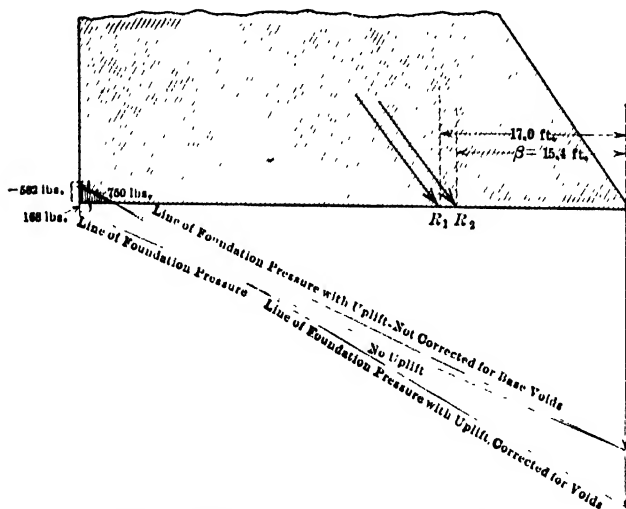 17.0 ft.
β = 15.4 ft.
-582 lbs.
750 lbs.
168 lbs.
R₁ R₂
Line of Foundation Pressure with Uplift-Not Corrected for Base Voids
Line of Foundation Pressure
No Uplift
Line of Foundation Pressure with Uplift Corrected for Voids